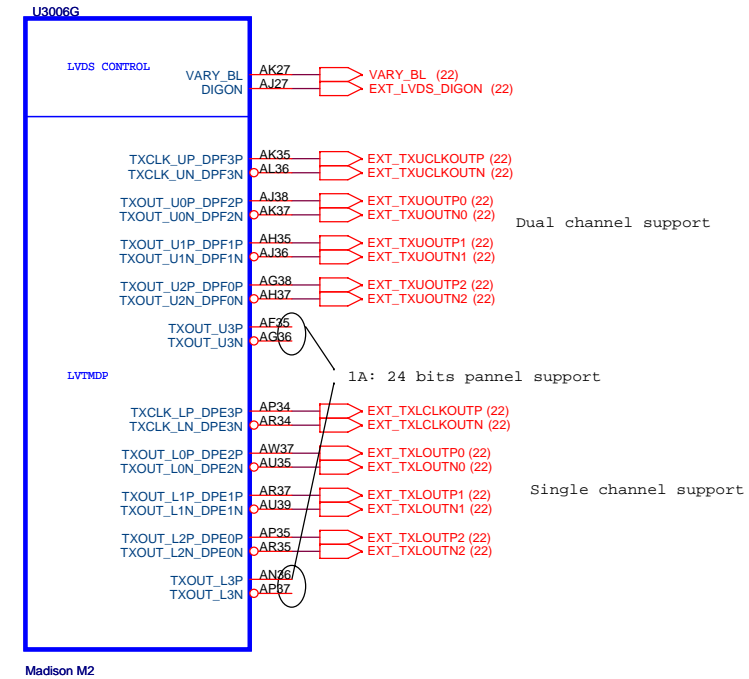 U3006G
LVDS CONTROL
VARY_BL AK27 VARY_BL (22)
DIGON AJ27 EXT_LVDS_DIGON (22)
TXCLK_UP_DPF3P AK35 EXT_TXUCLKOUTP (22)
TXCLK_UN_DPF3N AL36 EXT_TXUCLKOUTN (22)
TXOUT_U0P_DPF2P AJ38 EXT_TXUOUTP0 (22)
TXOUT_U0N_DPF2N AK37 EXT_TXUOUTN0 (22)
Dual channel support
TXOUT_U1P_DPF1P AH35 EXT_TXUOUTP1 (22)
TXOUT_U1N_DPF1N AJ36 EXT_TXUOUTN1 (22)
TXOUT_U2P_DPF0P AG38 EXT_TXUOUTP2 (22)
TXOUT_U2N_DPF0N AH37 EXT_TXUOUTN2 (22)
TXOUT_U3P AF35
TXOUT_U3N AG36
LVTMDP
1A: 24 bits pannel support
TXCLK_LP_DPE3P AP34 EXT_TXLCLKOUTP (22)
TXCLK_LN_DPE3N AR34 EXT_TXLCLKOUTN (22)
TXOUT_L0P_DPE2P AW37 EXT_TXLOUTP0 (22)
TXOUT_L0N_DPE2N AU35 EXT_TXLOUTN0 (22)
Single channel support
TXOUT_L1P_DPE1P AR37 EXT_TXLOUTP1 (22)
TXOUT_L1N_DPE1N AU39 EXT_TXLOUTN1 (22)
TXOUT_L2P_DPE0P AP35 EXT_TXLOUTP2 (22)
TXOUT_L2N_DPE0N AR35 EXT_TXLOUTN2 (22)
TXOUT_L3P AN36
TXOUT_L3N AP37
Madison M2